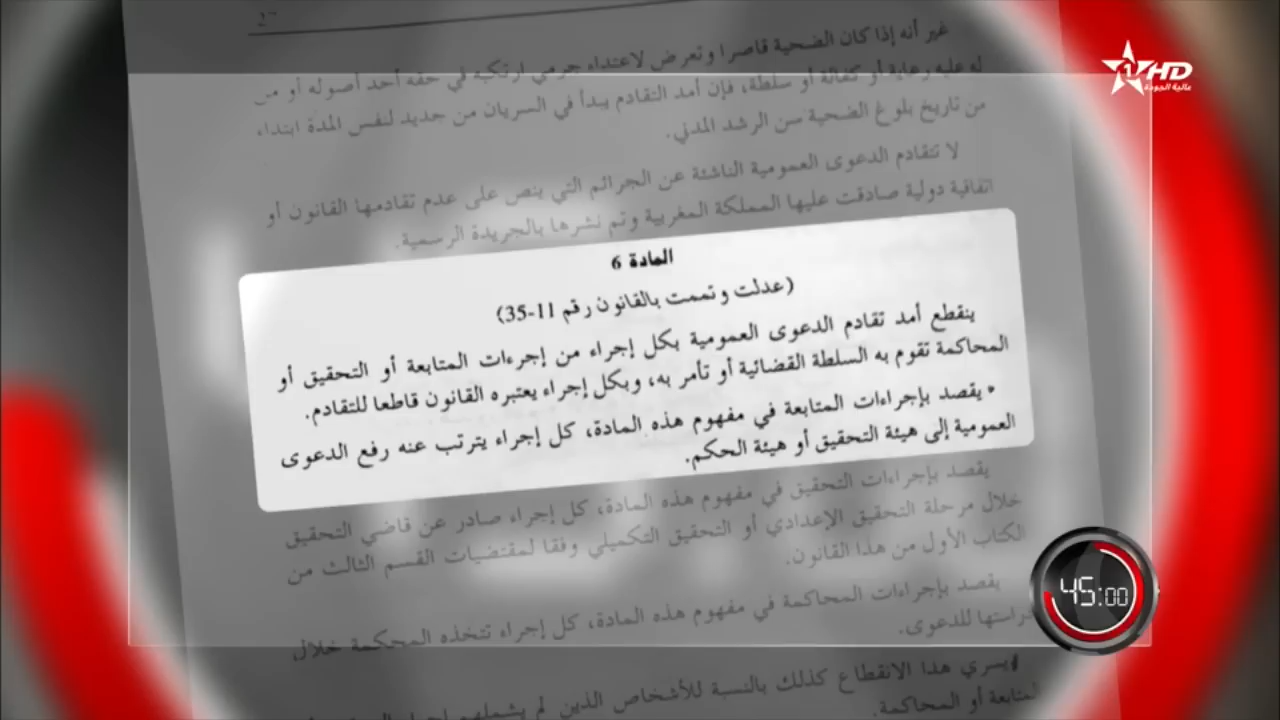 27
غير أنه إذا كان الضحية قاصرا وتعرض لاعتداء جرمي ارتكبه في حقه أحد أصوله أو من
له عليه رعاية أو كفالة أو سلطة، فإن أمد التقادم يبدأ في السريان من جديد لنفس المدة ابتداء
من تاريخ بلوغ الضحية سن الرشد المدني.
لا تتقادم الدعوى العمومية الناشئة عن الجرائم التي ينص على عدم تقادمها القانون أو
اتفاقية دولية صادقت عليها المملكة المغربية وتم نشرها بالجريدة الرسمية.
المادة 6
(عدلت وتممت بالقانون رقم 11-35)
ينقطع أمد تقادم الدعوى العمومية بكل إجراء من إجرءات المتابعة أو التحقيق أو
المحاكمة تقوم به السلطة القضائية أو تأمر به، وبكل إجراء يعتبره القانون قاطعا للتقادم.
• يقصد بإجراءات المتابعة في مفهوم هذه المادة، كل إجراء يترتب عنه رفع الدعوى
العمومية إلى هيئة التحقيق أو هيئة الحكم.
يقصد بإجراءات التحقيق في مفهوم هذه المادة، كل إجراء صادر عن قاضي التحقيق
خلال مرحلة التحقيق الإعدادي أو التحقيق التكميلي وفقا لمقتضيات القسم الثالث من
الكتاب الأول من هذا القانون.
يقصد بإجراءات المحاكمة في مفهوم هذه المادة، كل إجراء تتخذه المحكمة خلال
دراستها للدعوى.
يسري هذا الانقطاع كذلك بالنسبة للأشخاص الذين لم يشملهم إجراء
المتابعة أو المحاكمة.
1 HD
عالية الجودة
45:00